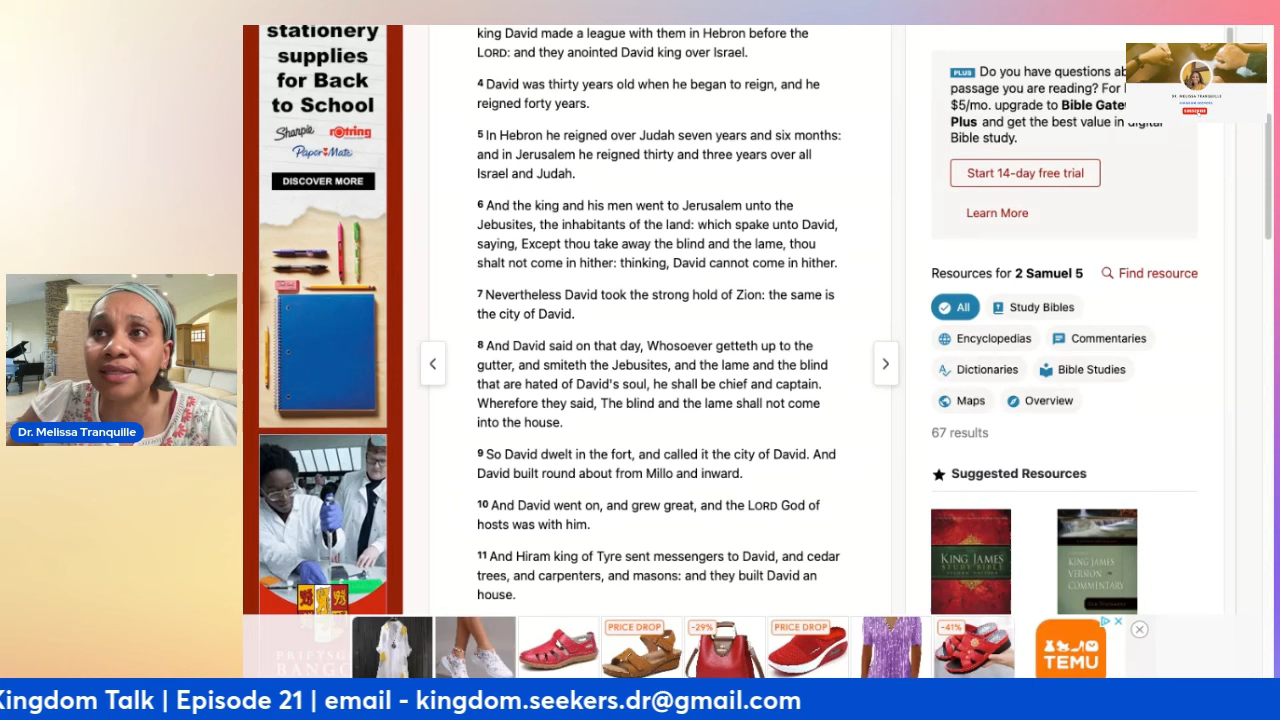 stationery
supplies
for Back
to School
Sharpie rotring
Paper Mate
DISCOVER MORE
Dr. Melissa Tranquille
king David made a league with them in Hebron before the
LORD: and they anointed David king over Israel.
4 David was thirty years old when he began to reign, and he
reigned forty years.
5 In Hebron he reigned over Judah seven years and six months:
and in Jerusalem he reigned thirty and three years over all
Israel and Judah.
6 And the king and his men went to Jerusalem unto the
Jebusites, the inhabitants of the land: which spake unto David,
saying, Except thou take away the blind and the lame, thou
shalt not come in hither: thinking, David cannot come in hither.
7 Nevertheless David took the strong hold of Zion: the same is
the city of David.
8 And David said on that day, Whosoever getteth up to the
gutter, and smiteth the Jebusites, and the lame and the blind
that are hated of David's soul, he shall be chief and captain.
Wherefore they said, The blind and the lame shall not come
into the house.
9 So David dwelt in the fort, and called it the city of David. And
David built round about from Millo and inward.
10 And David went on, and grew great, and the LORD God of
hosts was with him.
11 And Hiram king of Tyre sent messengers to David, and cedar
trees, and carpenters, and masons: and they built David an
house.
PLUS Do you have questions
passage you are reading? For
$5/mo. upgrade to Bible
Plus and get the best value in digital
Bible study.
Start 14-day free trial
Learn More
DR. MELISSA TRANQUILLE
KINGDOM SEEKERS
SUBSCRIBE
Resources for 2 Samuel 5 Find resource
All Study Bibles
Encyclopedias Commentaries
Dictionaries Bible Studies
Maps Overview
67 results
Suggested Resources
KING JAMES
STUDY BIBLE
KING JAMES
VERSION
COMMENTARY
PRICE DROP -29% PRICE DROP -41%
TEMU
PRIFYSGOL
BANGOR
Kingdom Talk | Episode 21 | email - kingdom.seekers.dr@gmail.com